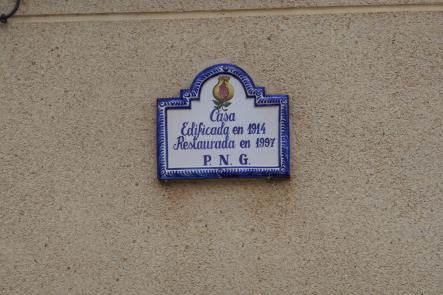 Casa
Edificada en 1914
Restaurada en 1997
P. N. G.